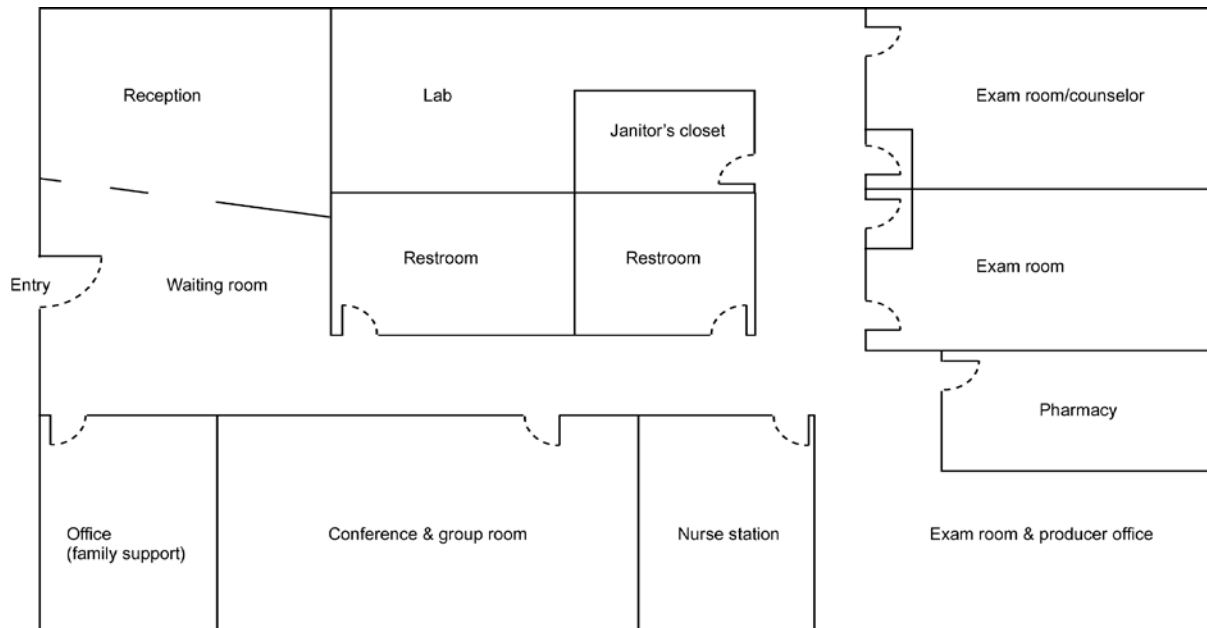 Reception
Lab
Janitor's closet
Exam room/counselor
Entry
Waiting room
Restroom
Restroom
Exam room
Pharmacy
Office
(family support)
Conference & group room
Nurse station
Exam room & producer office